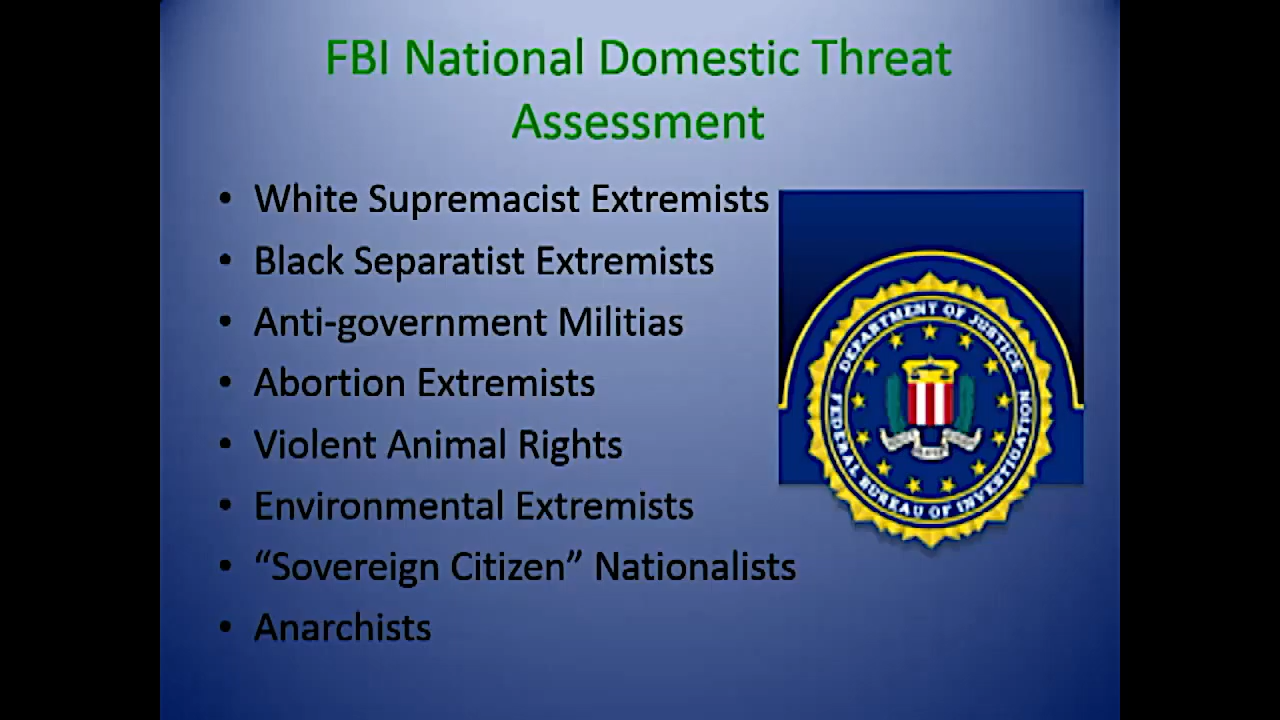 FBI National Domestic Threat
Assessment
• White Supremacist Extremists
• Black Separatist Extremists
• Anti-government Militias
• Abortion Extremists
• Violent Animal Rights
• Environmental Extremists
• “Sovereign Citizen” Nationalists
• Anarchists
DEPARTMENT OF JUSTICE
FEDERAL BUREAU OF INVESTIGATION